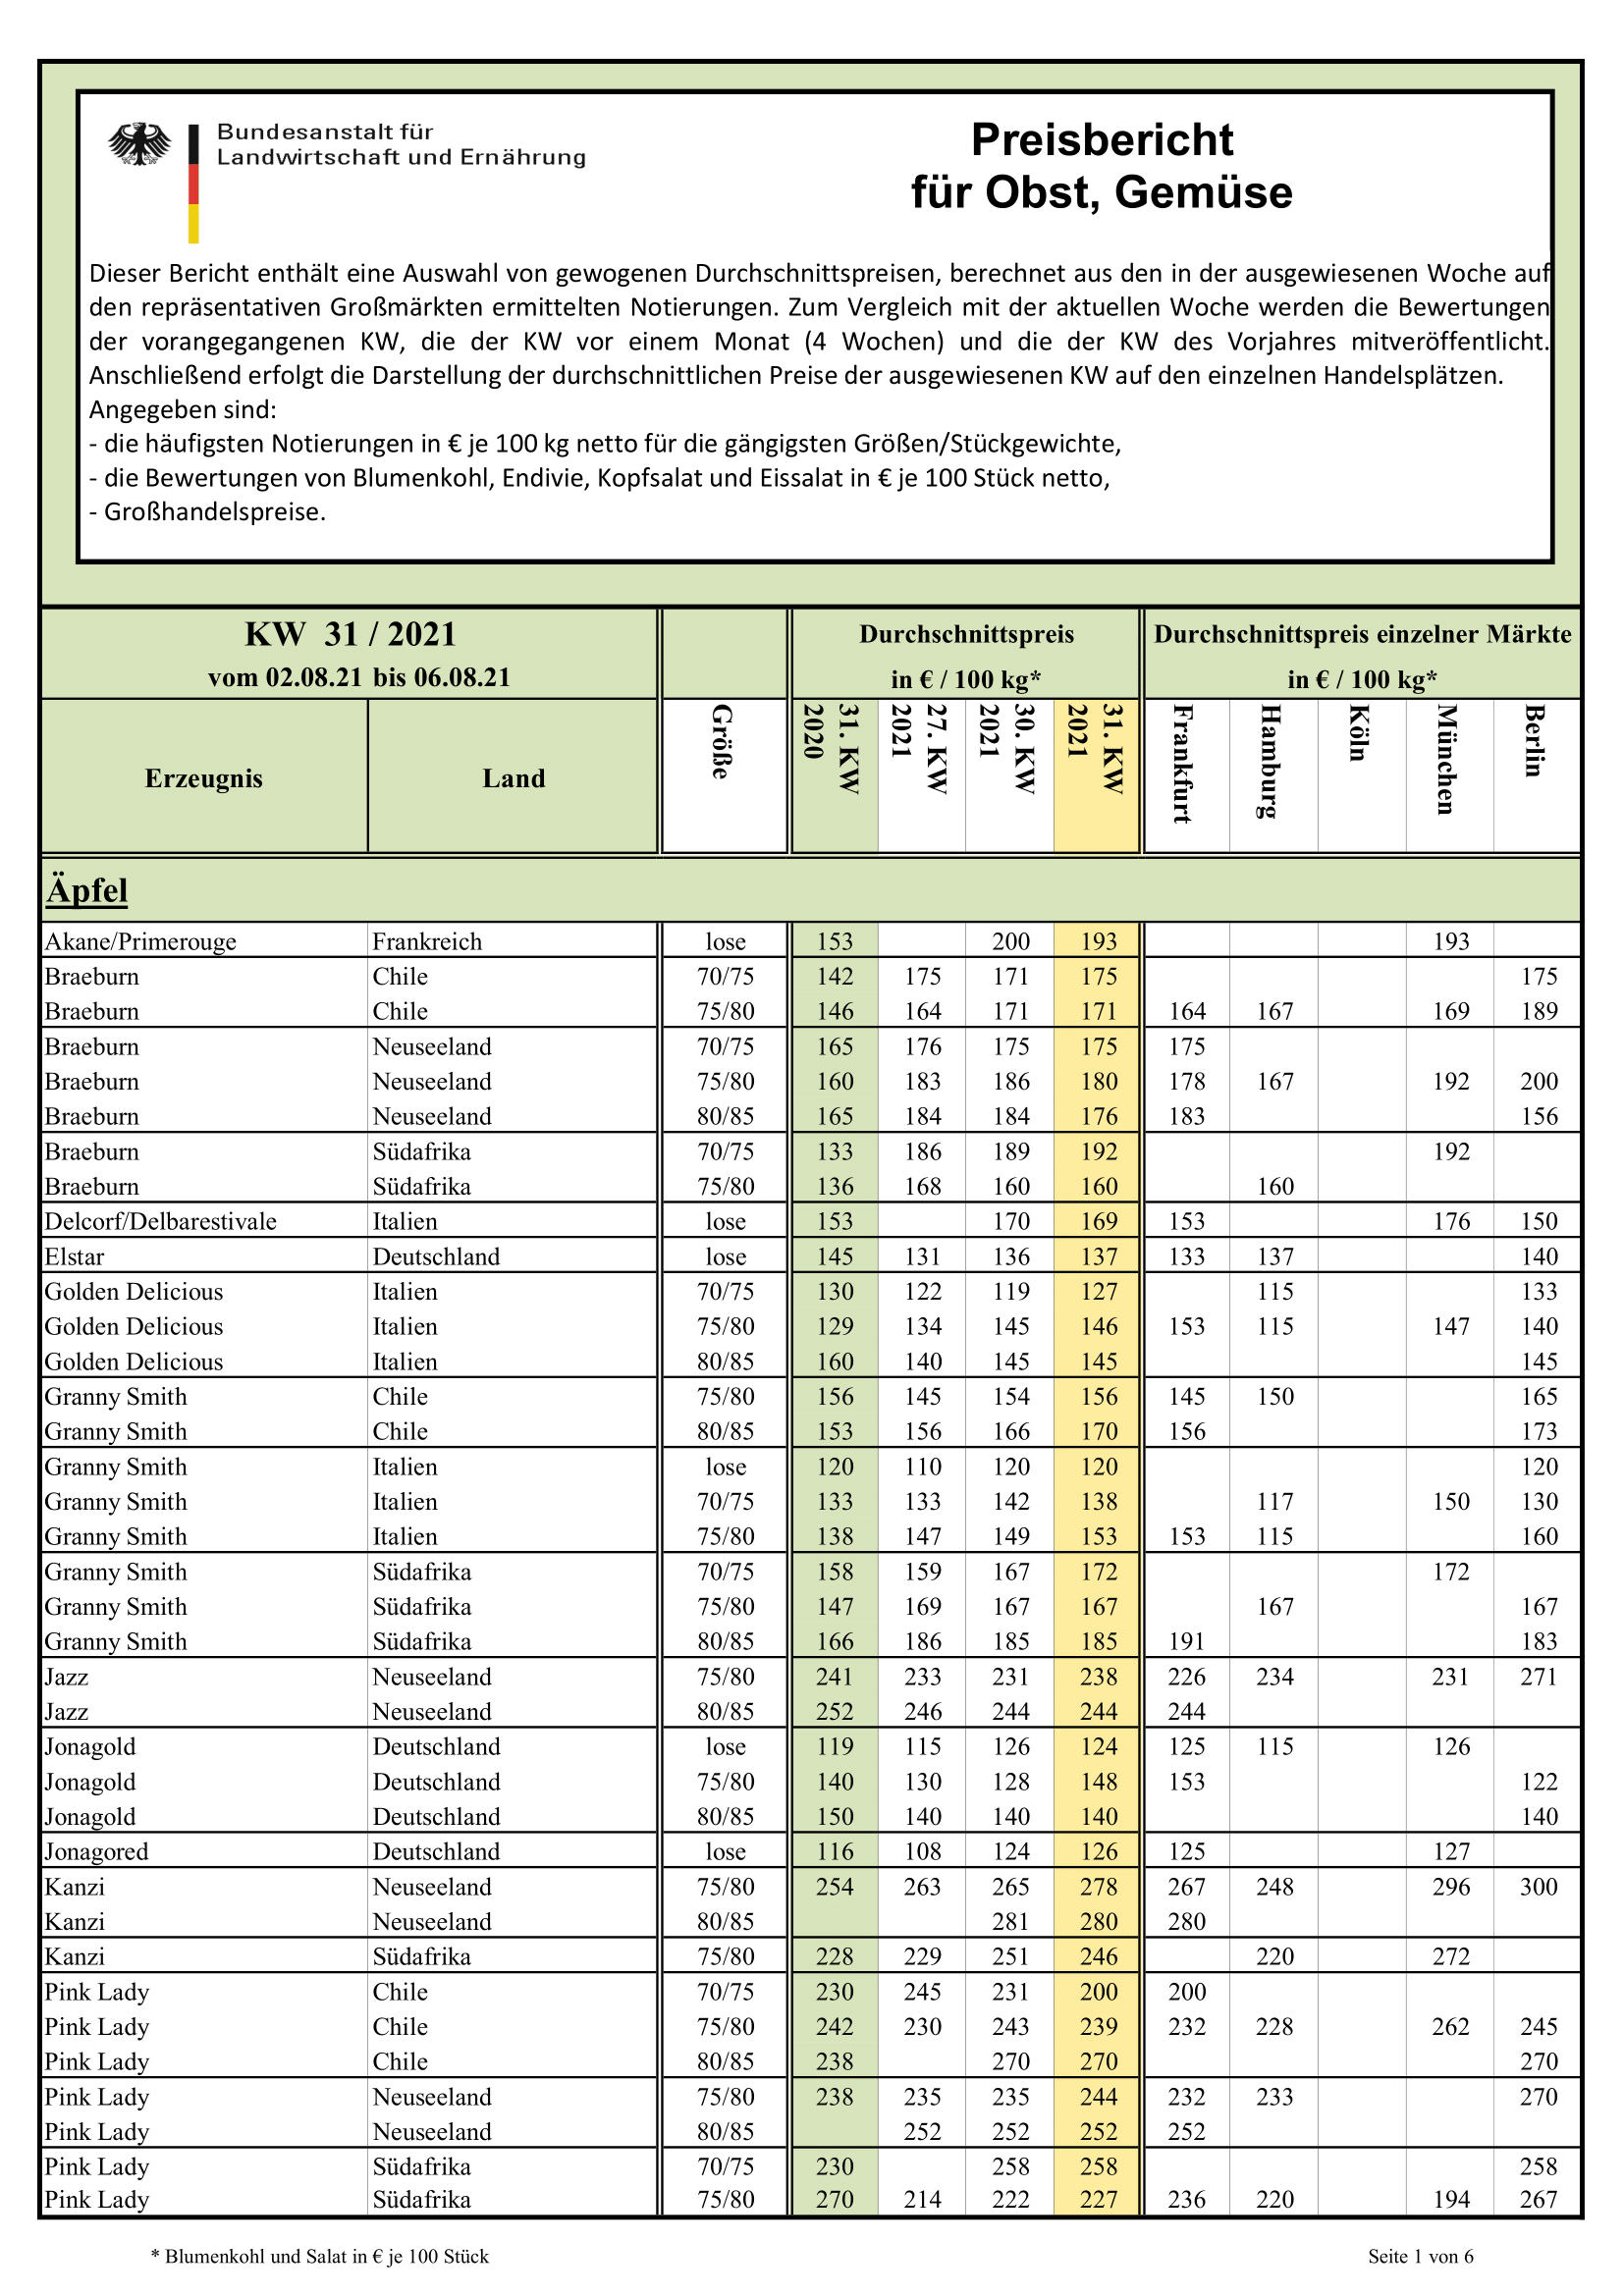 Bundesanstalt für
Landwirtschaft und Ernährung
Preisbericht
für Obst, Gemüse
Dieser Bericht enthält eine Auswahl von gewogenen Durchschnittspreisen, berechnet aus den in der ausgewiesenen Woche auf
den repräsentativen Großmärkten ermittelten Notierungen. Zum Vergleich mit der aktuellen Woche werden die Bewertungen
der vorangegangenen KW, die der KW vor einem Monat (4 Wochen) und die der KW des Vorjahres mitveröffentlicht.
Anschließend erfolgt die Darstellung der durchschnittlichen Preise der ausgewiesenen KW auf den einzelnen Handelsplätzen.
Angegeben sind:
- die häufigsten Notierungen in € je 100 kg netto für die gängigsten Größen/Stückgewichte,
- die Bewertungen von Blumenkohl, Endivie, Kopfsalat und Eissalat in € je 100 Stück netto,
- Großhandelspreise.
KW 31 / 2021 Durchschnittspreis Durchschnittspreis einzelner Märkte
vom 02.08.21 bis 06.08.21 in € / 100 kg* in € / 100 kg*
Erzeugnis Land Größe 31. KW 2020 27. KW 2021 30. KW 2021 31. KW 2021 Frankfurt Hamburg Köln München Berlin
Äpfel
Akane/Primerouge Frankreich lose 153 200 193 193
Braeburn Chile 70/75 142 175 171 175 175
Braeburn Chile 75/80 146 164 171 171 164 167 169 189
Braeburn Neuseeland 70/75 165 176 175 175 175
Braeburn Neuseeland 75/80 160 183 186 180 178 167 192 200
Braeburn Neuseeland 80/85 165 184 184 176 183 156
Braeburn Südafrika 70/75 133 186 189 192 192
Braeburn Südafrika 75/80 136 168 160 160 160
Delcorf/Delbarestivale Italien lose 153 170 169 153 176 150
Elstar Deutschland lose 145 131 136 137 133 137 140
Golden Delicious Italien 70/75 130 122 119 127 115 133
Golden Delicious Italien 75/80 129 134 145 146 153 115 147 140
Golden Delicious Italien 80/85 160 140 145 145 145
Granny Smith Chile 75/80 156 145 154 156 145 150 165
Granny Smith Chile 80/85 153 156 166 170 156 173
Granny Smith Italien lose 120 110 120 120 120
Granny Smith Italien 70/75 133 133 142 138 117 150 130
Granny Smith Italien 75/80 138 147 149 153 153 115 160
Granny Smith Südafrika 70/75 158 159 167 172 172
Granny Smith Südafrika 75/80 147 169 167 167 167 167
Granny Smith Südafrika 80/85 166 186 185 185 191 183
Jazz Neuseeland 75/80 241 233 231 238 226 234 231 271
Jazz Neuseeland 80/85 252 246 244 244 244
Jonagold Deutschland lose 119 115 126 124 125 115 126
Jonagold Deutschland 75/80 140 130 128 148 153 122
Jonagold Deutschland 80/85 150 140 140 140 140
Jonagored Deutschland lose 116 108 124 126 125 127
Kanzi Neuseeland 75/80 254 263 265 278 267 248 296 300
Kanzi Neuseeland 80/85 281 280 280
Kanzi Südafrika 75/80 228 229 251 246 220 272
Pink Lady Chile 70/75 230 245 231 200 200
Pink Lady Chile 75/80 242 230 243 239 232 228 262 245
Pink Lady Chile 80/85 238 270 270 270
Pink Lady Neuseeland 75/80 238 235 235 244 232 233 270
Pink Lady Neuseeland 80/85 252 252 252 252
Pink Lady Südafrika 70/75 230 258 258 258
Pink Lady Südafrika 75/80 270 214 222 227 236 220 194 267
* Blumenkohl und Salat in € je 100 Stück Seite 1 von 6